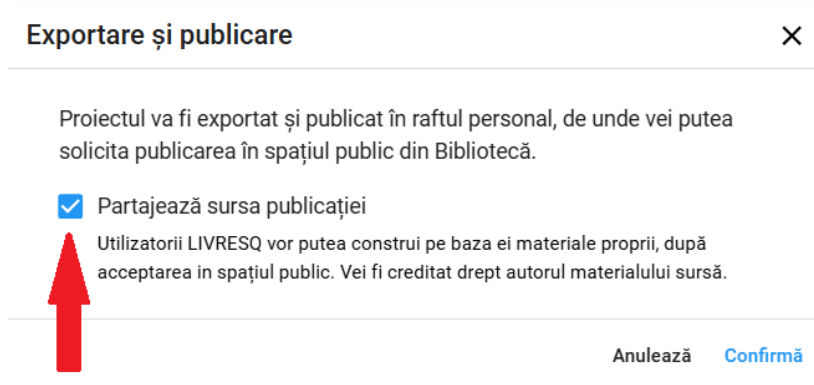 Exportare și publicare
Proiectul va fi exportat și publicat în raftul personal, de unde vei putea
solicita publicarea în spațiul public din Bibliotecă.
Partajează sursa publicației
Utilizatorii LIVRESQ vor putea construi pe baza ei materiale proprii, după
acceptarea in spațiul public. Vei fi creditat drept autorul materialului sursă.
Anulează Confirmă